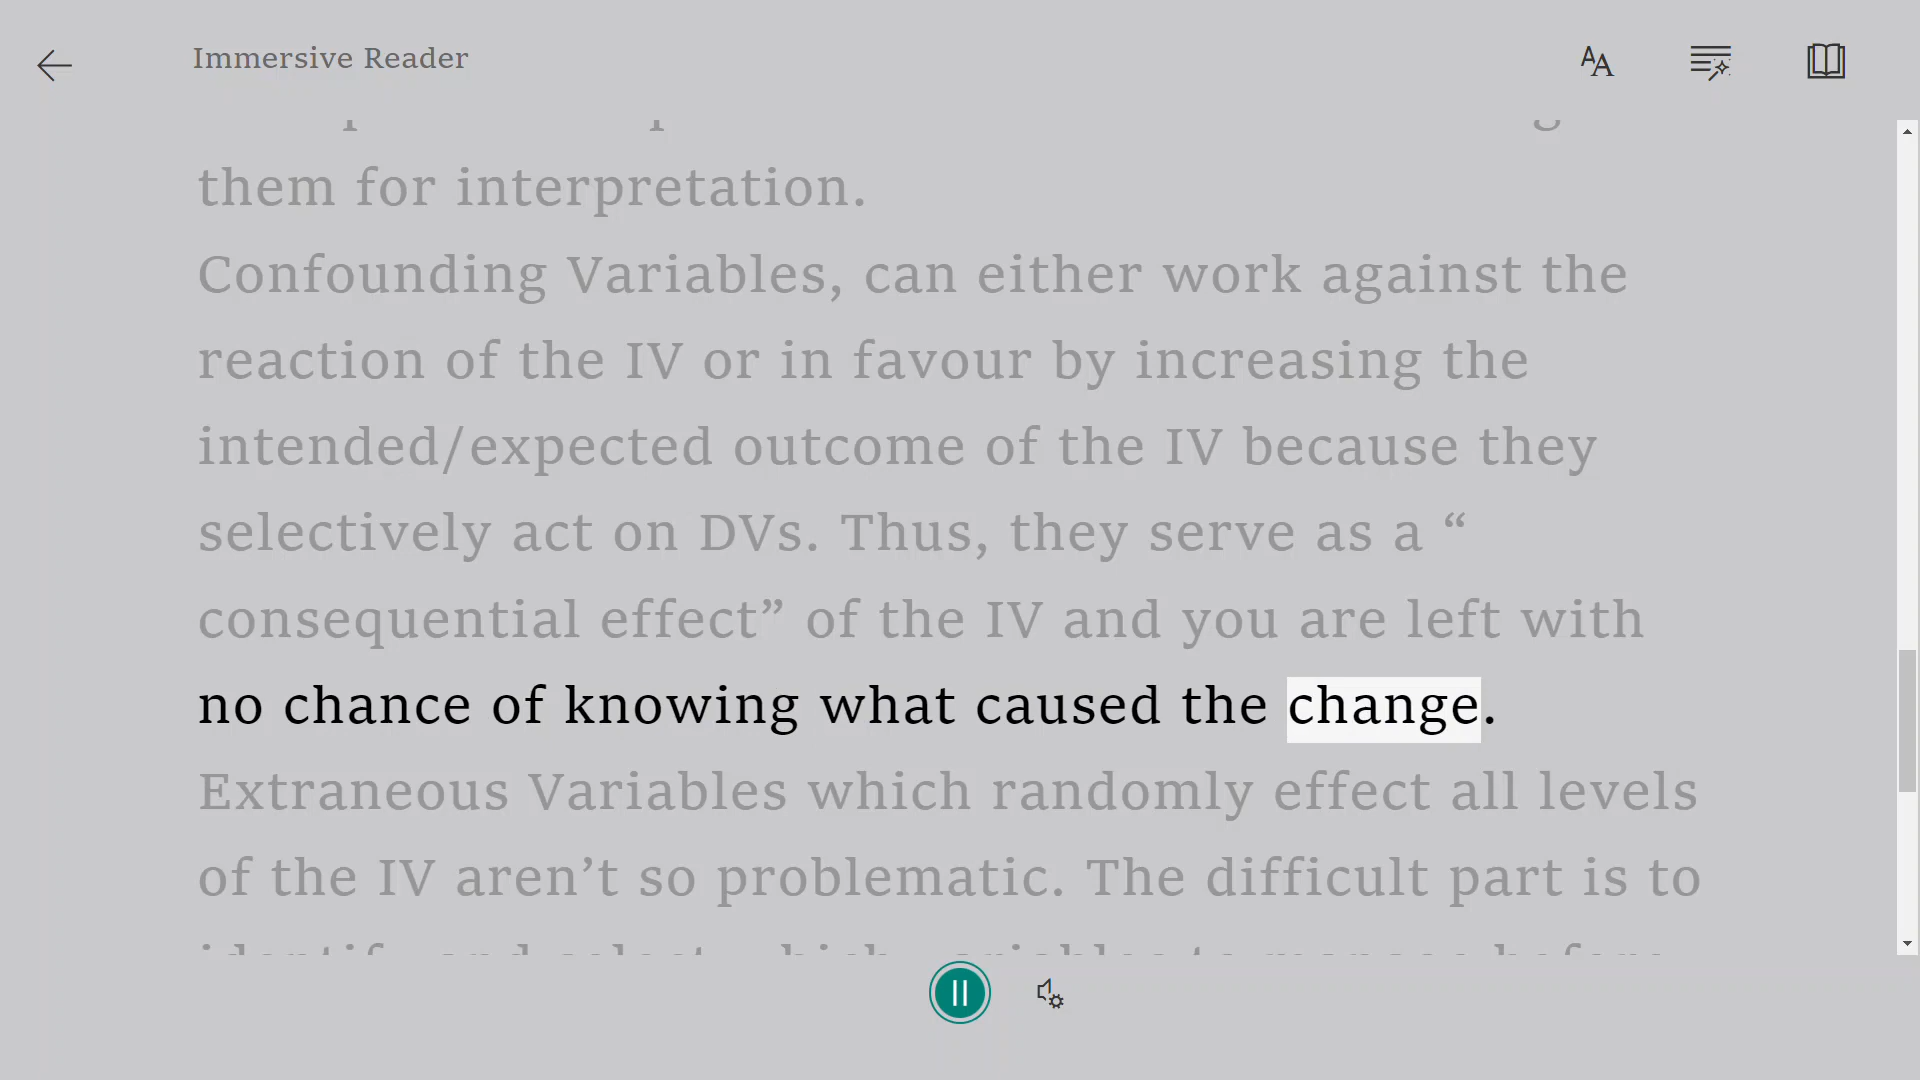 Immersive Reader
them for interpretation.
Confounding Variables, can either work against the
reaction of the IV or in favour by increasing the
intended/expected outcome of the IV because they
selectively act on DVs. Thus, they serve as a “
consequential effect” of the IV and you are left with
no chance of knowing what caused the change.
Extraneous Variables which randomly effect all levels
of the IV aren’t so problematic. The difficult part is to